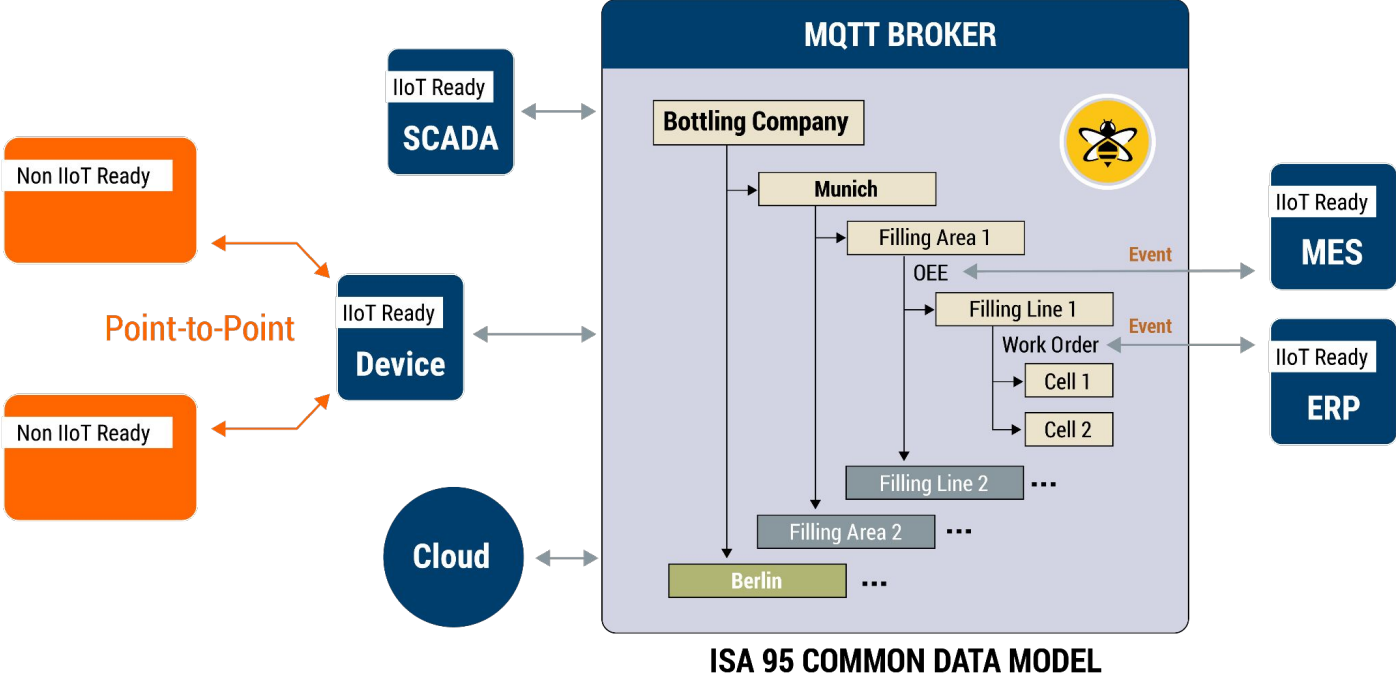 MQTT BROKER
IIoT Ready
SCADA
Bottling Company
Non IIoT Ready
Munich
IIoT Ready
MES
Filling Area 1
Event
OEE
Point-to-Point
IIoT Ready
Device
Filling Line 1
Event
Work Order
IIoT Ready
ERP
Cell 1
Cell 2
Non IIoT Ready
Filling Line 2 ...
Filling Area 2 ...
Cloud
Berlin ...
ISA 95 COMMON DATA MODEL